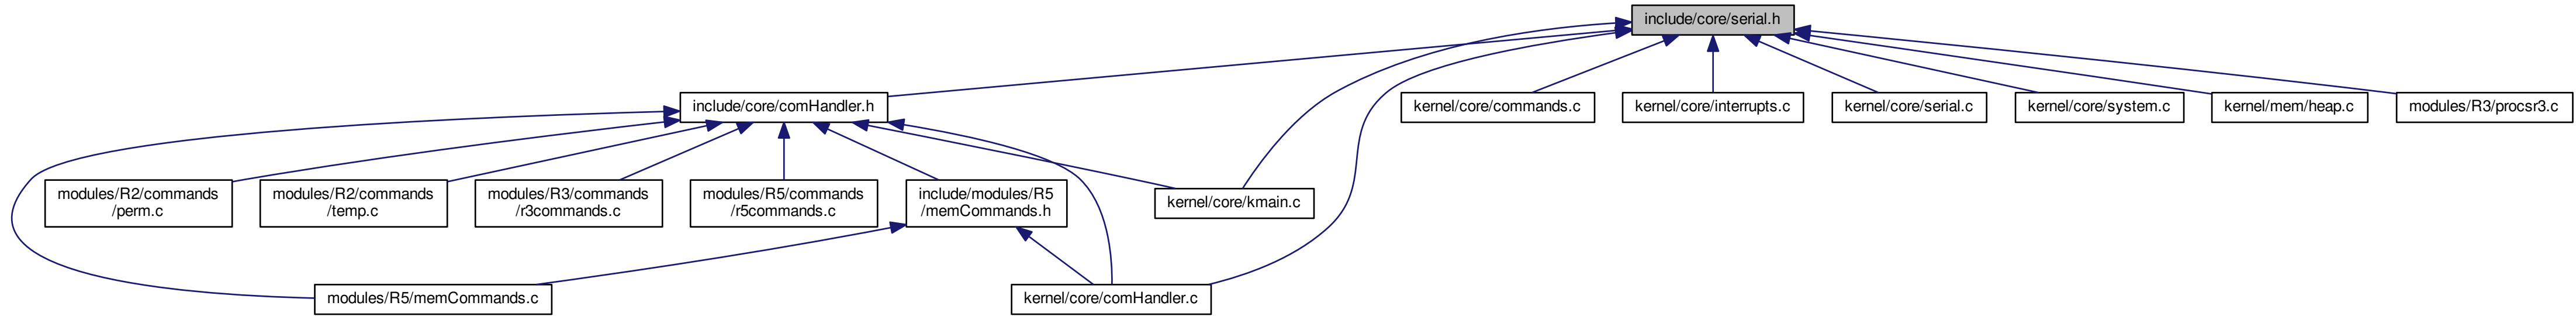 include/core/serial.h
include/core/comHandler.h
kernel/core/commands.c
kernel/core/interrupts.c
kernel/core/serial.c
kernel/core/system.c
kernel/mem/heap.c
modules/R3/procsr3.c
modules/R2/commands
/perm.c
modules/R2/commands
/temp.c
modules/R3/commands
/r3commands.c
modules/R5/commands
/r5commands.c
include/modules/R5
/memCommands.h
kernel/core/kmain.c
modules/R5/memCommands.c
kernel/core/comHandler.c